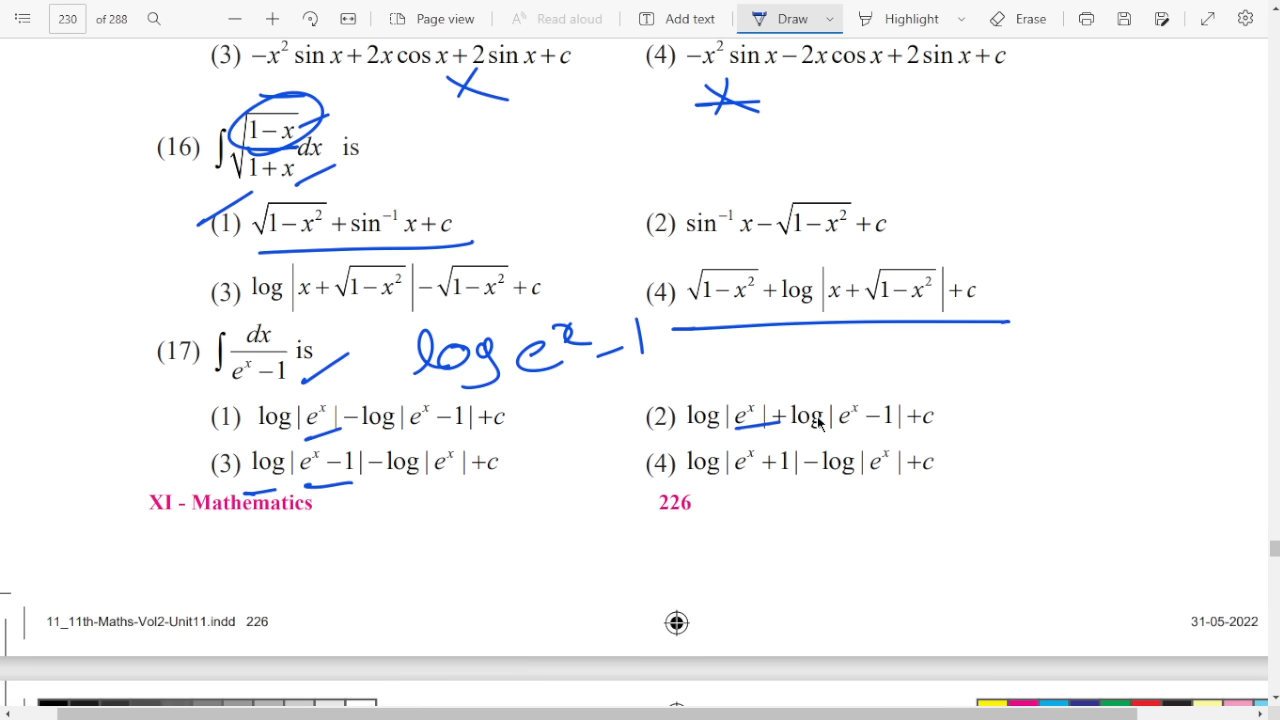 230 of 288 Page view Read aloud Add text Draw Highlight Erase
(3) −x² sin x + 2x cos x + 2 sin x + c (4) −x² sin x − 2x cos x + 2 sin x + c
(16) ∫ √((1−x)/(1+x)) dx is
(1) √(1−x²) + sin⁻¹ x + c (2) sin⁻¹ x − √(1−x²) + c
(3) log |x + √(1−x²)| − √(1−x²) + c (4) √(1−x²) + log |x + √(1−x²)| + c
(17) ∫ dx/(eˣ −1) is log eˣ − 1
(1) log | eˣ | − log | eˣ −1 | + c (2) log | eˣ | + log | eˣ −1 | + c
(3) log | eˣ −1 | − log | eˣ | + c (4) log | eˣ +1 | − log | eˣ | + c
XI - Mathematics 226
11_11th-Maths-Vol2-Unit11.indd 226 31-05-2022